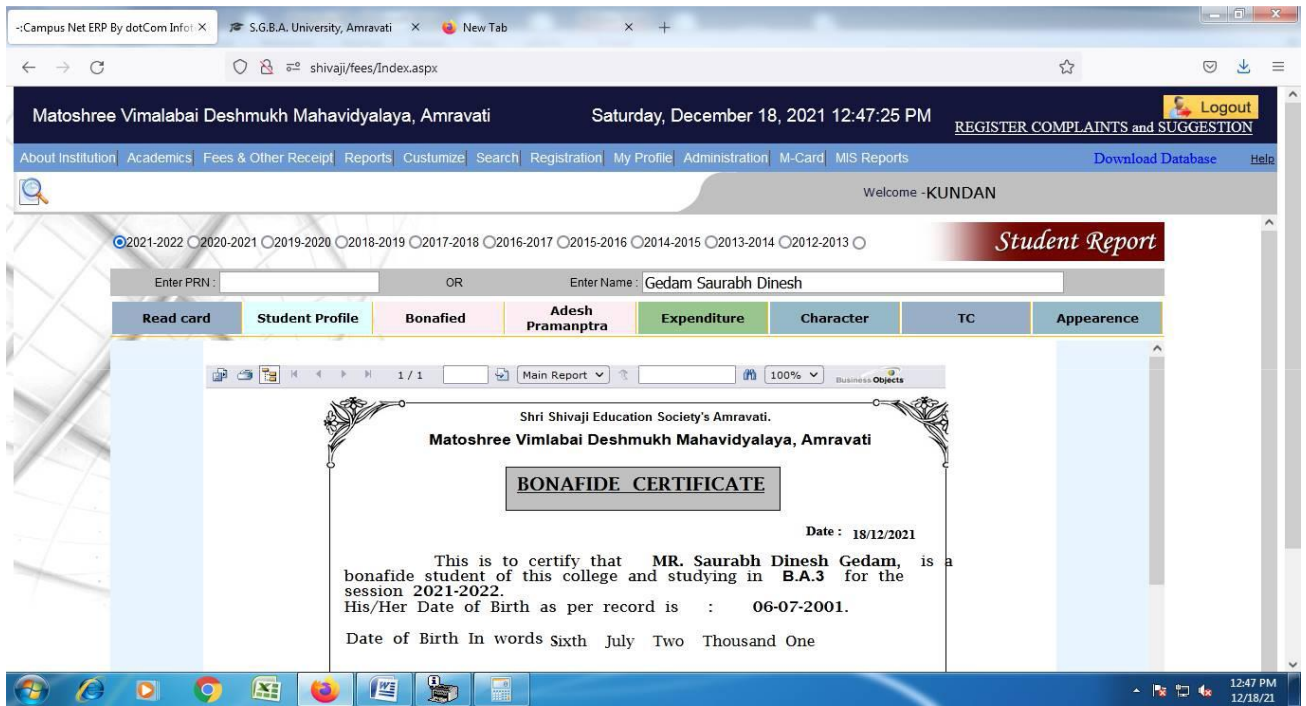 -:Campus Net ERP By dotCom Infot
S.G.B.A. University, Amravati
New Tab
shivaji/fees/Index.aspx
Matoshree Vimalabai Deshmukh Mahavidyalaya, Amravati Saturday, December 18, 2021 12:47:25 PM
Logout
REGISTER COMPLAINTS and SUGGESTION
About Institution| Academics| Fees & Other Receipt| Reports| Custumize| Search| Registration| My Profile| Administration| M-Card| MIS Reports Download Database Help
Welcome -KUNDAN
2021-2022 2020-2021 2019-2020 2018-2019 2017-2018 2016-2017 2015-2016 2014-2015 2013-2014 2012-2013
Student Report
Enter PRN : OR Enter Name : Gedam Saurabh Dinesh
Read card Student Profile Bonafied Adesh Pramanptra Expenditure Character TC Appearence
1 / 1 Main Report 100% Business Objects
Shri Shivaji Education Society's Amravati.
Matoshree Vimlabai Deshmukh Mahavidyalaya, Amravati
BONAFIDE CERTIFICATE
Date : 18/12/2021
This is to certify that MR. Saurabh Dinesh Gedam, is a
bonafide student of this college and studying in B.A.3 for the
session 2021-2022.
His/Her Date of Birth as per record is : 06-07-2001.
Date of Birth In words Sixth July Two Thousand One
12:47 PM
12/18/21